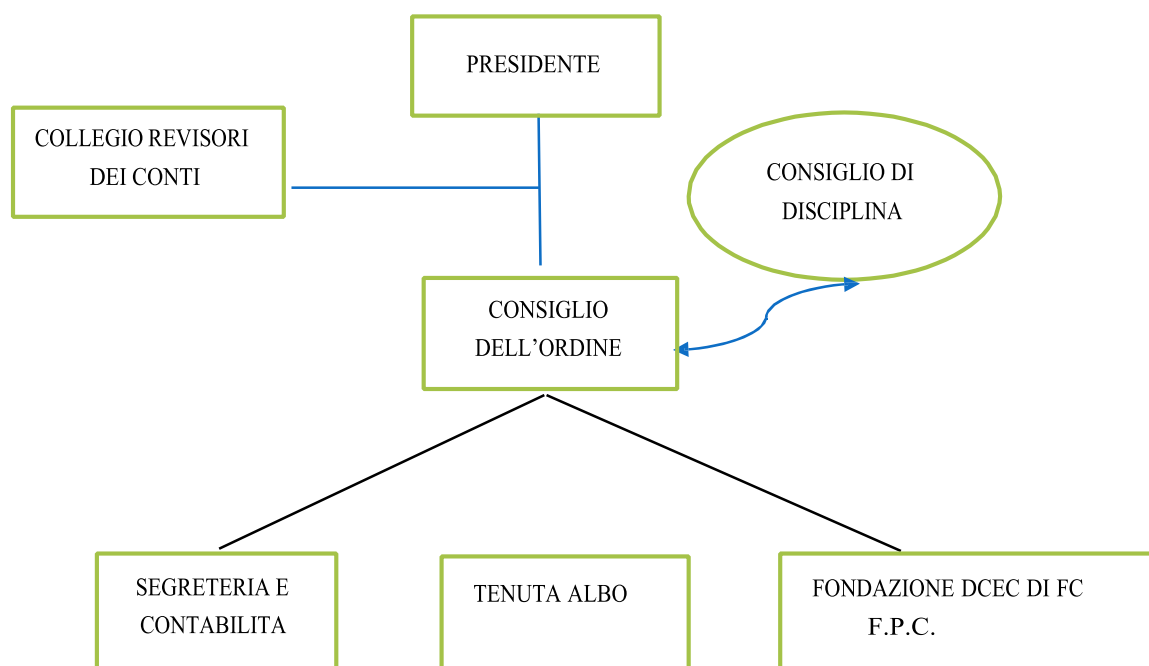 PRESIDENTE
COLLEGIO REVISORI
DEI CONTI
CONSIGLIO DI
DISCIPLINA
CONSIGLIO
DELL’ORDINE
SEGRETERIA E
CONTABILITA
TENUTA ALBO
FONDAZIONE DCEC DI FC
F.P.C.